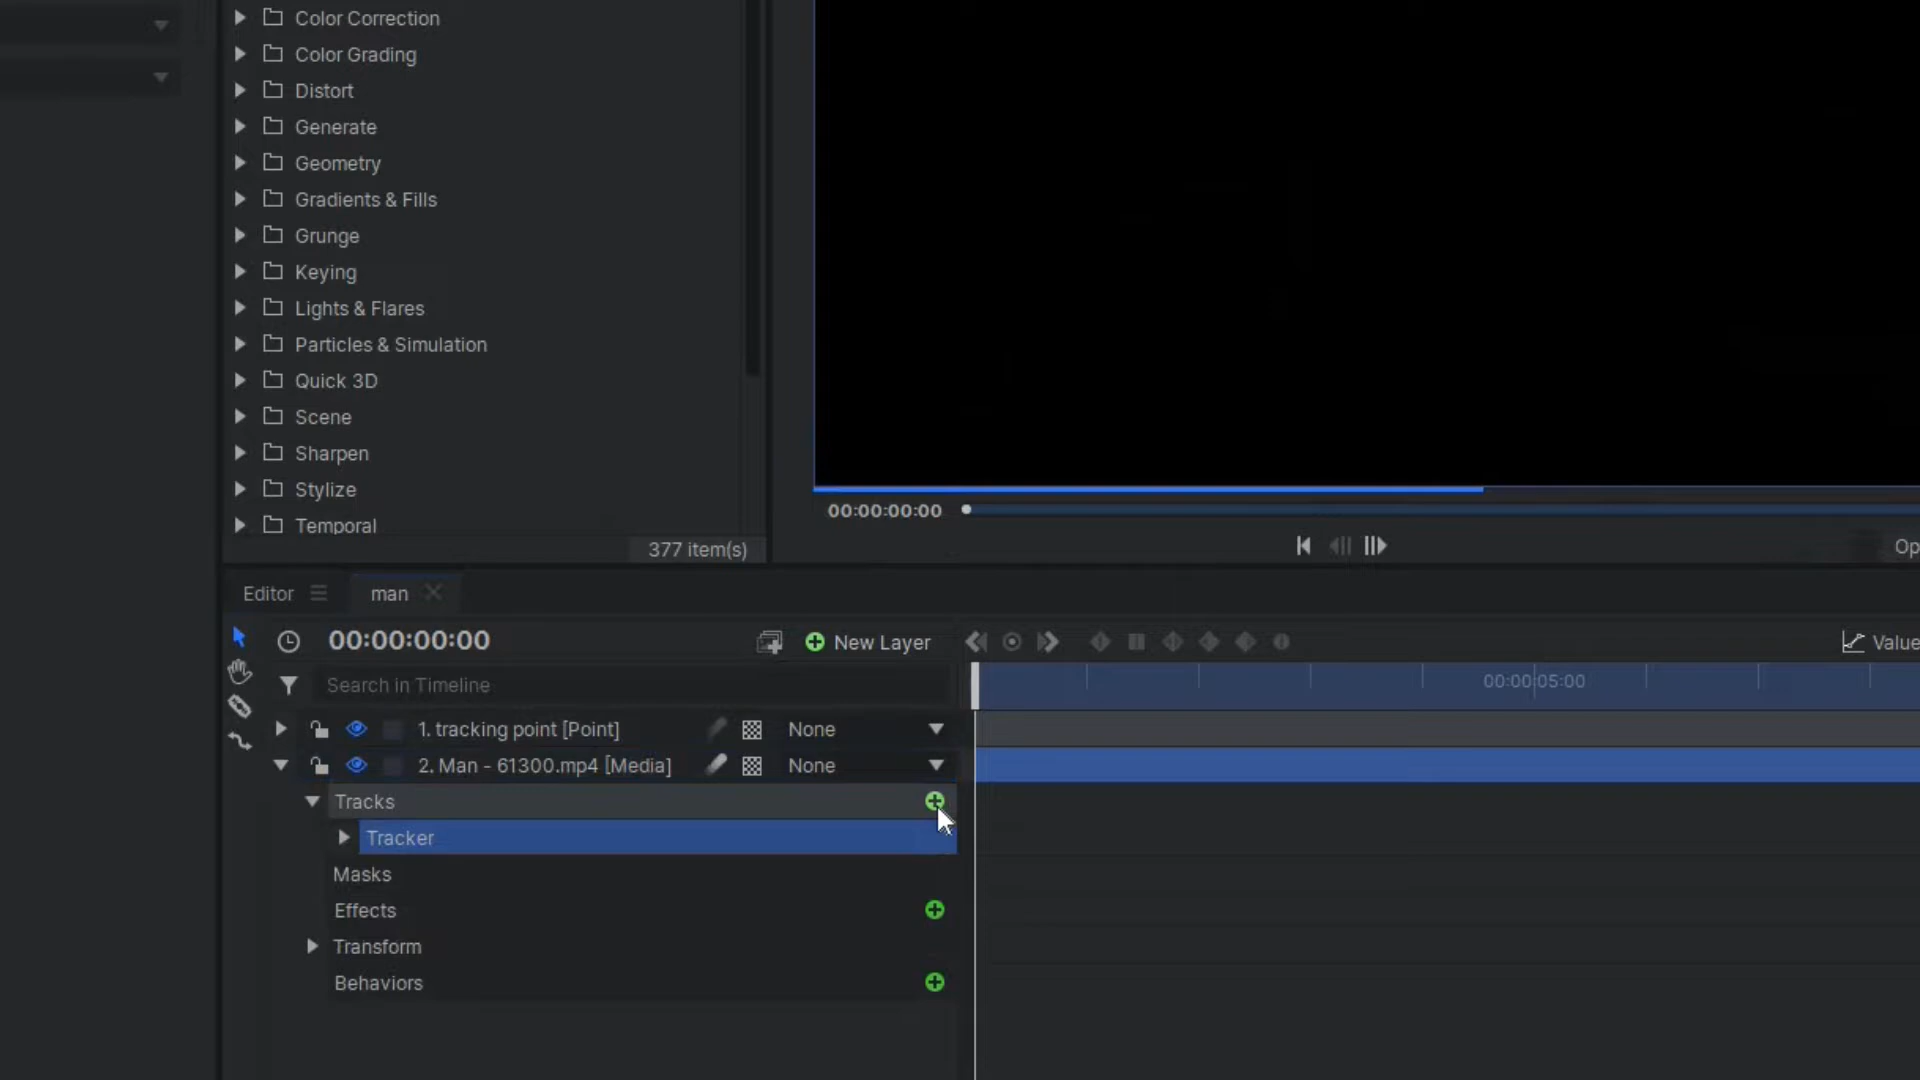 Color Correction
Color Grading
Distort
Generate
Geometry
Gradients & Fills
Grunge
Keying
Lights & Flares
Particles & Simulation
Quick 3D
Scene
Sharpen
Stylize
Temporal
377 item(s)
00:00:00:00
Op
Editor
man
00:00:00:00
New Layer
Value
Search in Timeline
00:00:05:00
1. tracking point [Point]
None
2. Man - 61300.mp4 [Media]
None
Tracks
Tracker
Masks
Effects
Transform
Behaviors